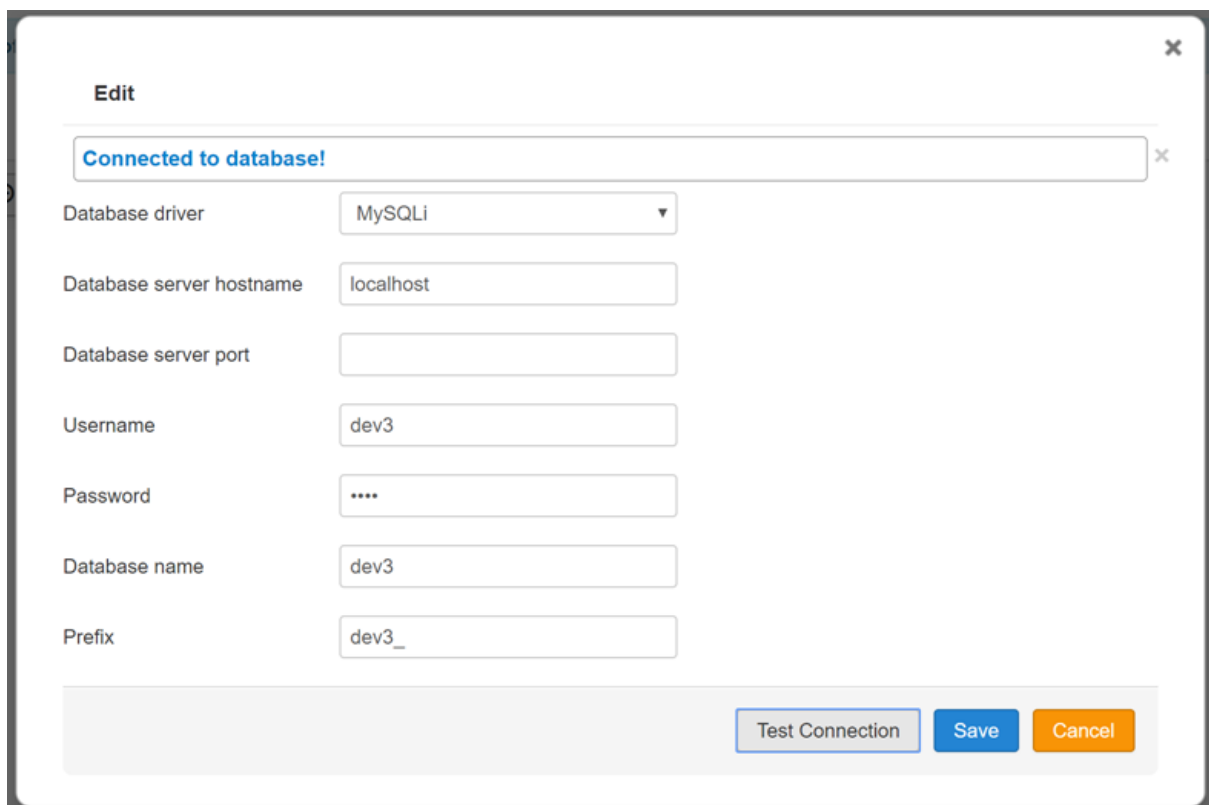 Edit
Connected to database!
Database driver MySQLi
Database server hostname localhost
Database server port
Username dev3
Password ••••
Database name dev3
Prefix dev3_
Test Connection Save Cancel